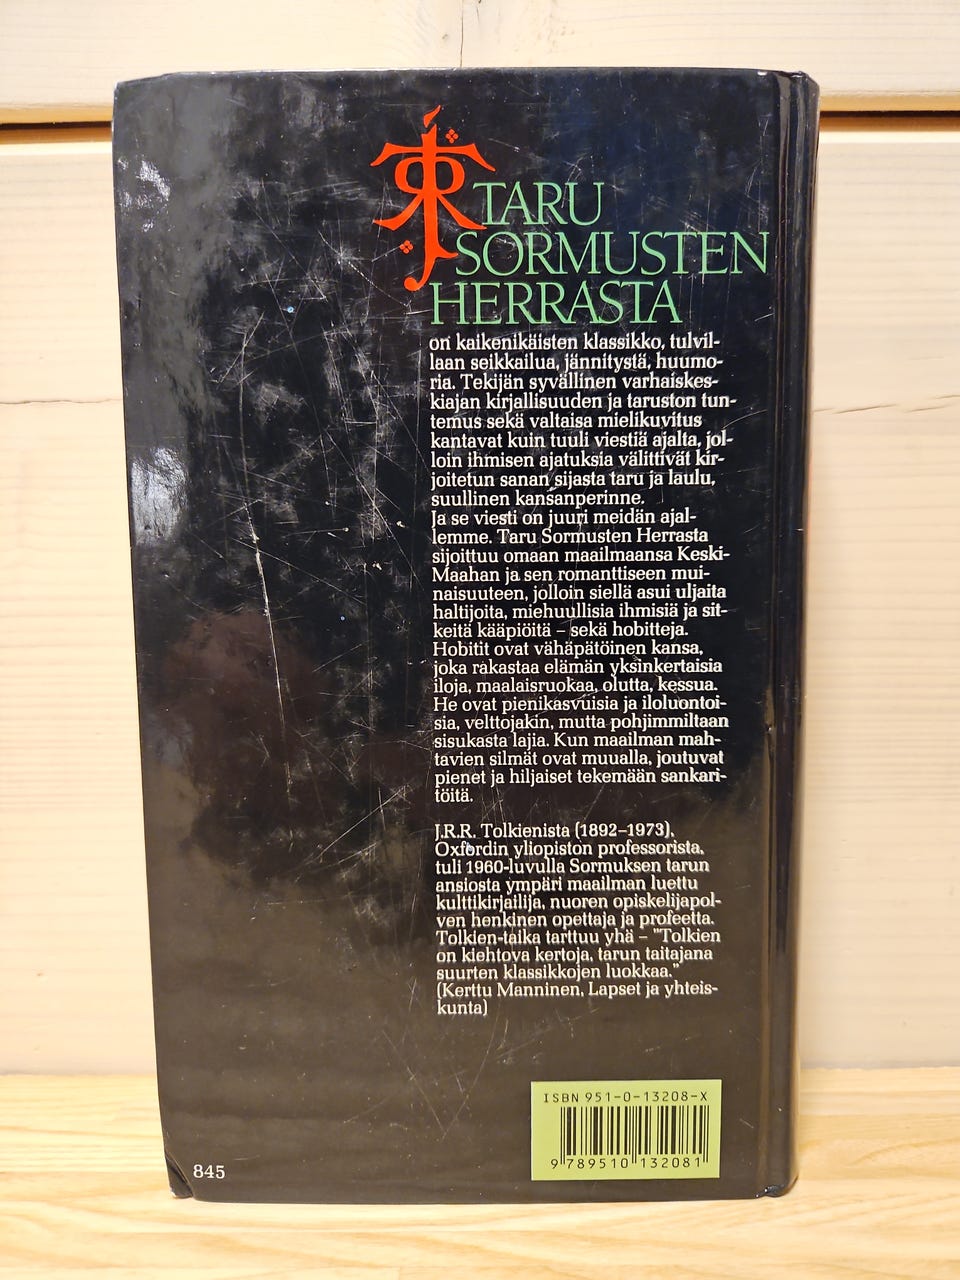 TARU
SORMUSTEN
HERRASTA
on kaikenikäisten klassikko, tulvil-
laan seikkailua, jännitystä, huumo-
ria. Tekijän syvällinen varhaiskes-
kiajan kirjallisuuden ja taruston tun-
temus sekä valtaisa mielikuvitus
kantavat kuin tuuli viestiä ajalta, jol-
loin ihmisen ajatuksia välittivät kir-
joitetun sanan sijasta taru ja laulu,
suullinen kansanperinne.
Ja se viesti on juuri meidän ajal-
lemme. Taru Sormusten Herrasta
sijoittuu omaan maailmaansa Keski-
Maahan ja sen romanttiseen mui-
naisuuteen, jolloin siellä asui uljaita
haltijoita, miehuullisia ihmisiä ja sit-
keitä kääpiöitä – sekä hobitteja.
Hobitit ovat vähäpätöinen kansa,
joka rakastaa elämän yksinkertaisia
iloja, maalaisruokaa, olutta, kessua.
He ovat pienikasvuisia ja iloluontoi-
sia, velttojakin, mutta pohjimmiltaan
sisukasta lajia. Kun maailman mah-
tavien silmät ovat muualla, joutuvat
pienet ja hiljaiset tekemään sankari-
töitä.
J.R.R. Tolkienista (1892–1973),
Oxfordin yliopiston professorista,
tuli 1960-luvulla Sormuksen tarun
ansiosta ympäri maailman luettu
kulttikirjailija, nuoren opiskelijapol-
ven henkinen opettaja ja profeetta.
Tolkien-taika tarttuu yhä – "Tolkien
on kiehtova kertoja, tarun taitajana
suurten klassikkojen luokkaa."
(Kerttu Manninen, Lapset ja yhteis-
kunta)
ISBN 951-0-13208-X
9 789510 132081
845